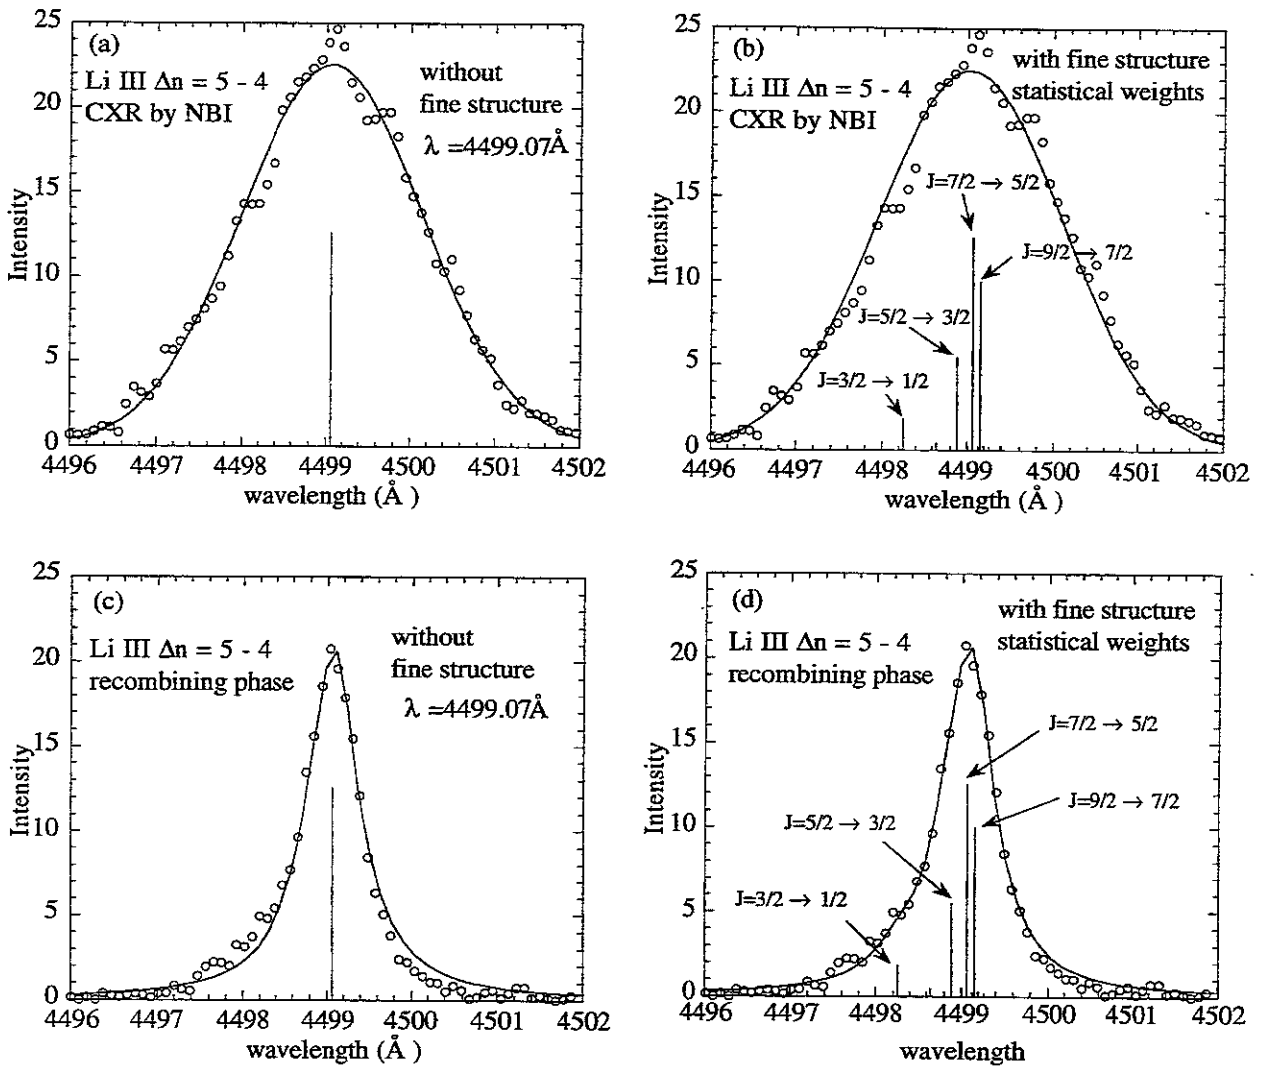 (a)
Li III Δn = 5 - 4
CXR by NBI
without
fine structure
λ =4499.07Å
Intensity
25
20
15
10
5
0
4496 4497 4498 4499 4500 4501 4502
wavelength (Å )
(b)
Li III Δn = 5 - 4
CXR by NBI
with fine structure
statistical weights
J=7/2 → 5/2
J=9/2 → 7/2
J=5/2 → 3/2
J=3/2 → 1/2
Intensity
25
20
15
10
5
0
4496 4497 4498 4499 4500 4501 4502
wavelength (Å )
(c)
Li III Δn = 5 - 4
recombining phase
without
fine structure
λ =4499.07Å
Intensity
25
20
15
10
5
0
4496 4497 4498 4499 4500 4501 4502
wavelength (Å )
(d)
Li III Δn = 5 - 4
recombining phase
with fine structure
statistical weights
J=7/2 → 5/2
J=9/2 → 7/2
J=5/2 → 3/2
J=3/2 → 1/2
Intensity
25
20
15
10
5
0
4496 4497 4498 4499 4500 4501 4502
wavelength